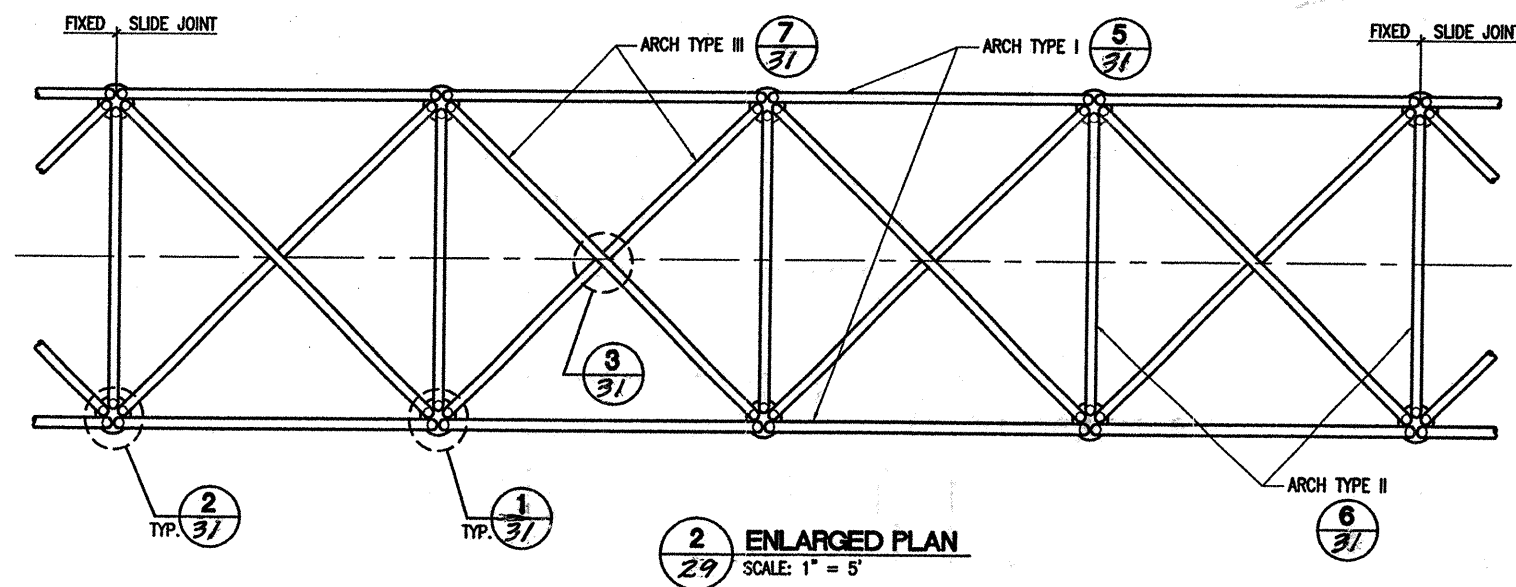 FIXED SLIDE JOINT
ARCH TYPE III
7
31
ARCH TYPE I
5
31
FIXED SLIDE JOINT
3
31
TYP.
2
31
TYP.
1
31
ARCH TYPE II
6
31
2
29
ENLARGED PLAN
SCALE: 1" = 5'